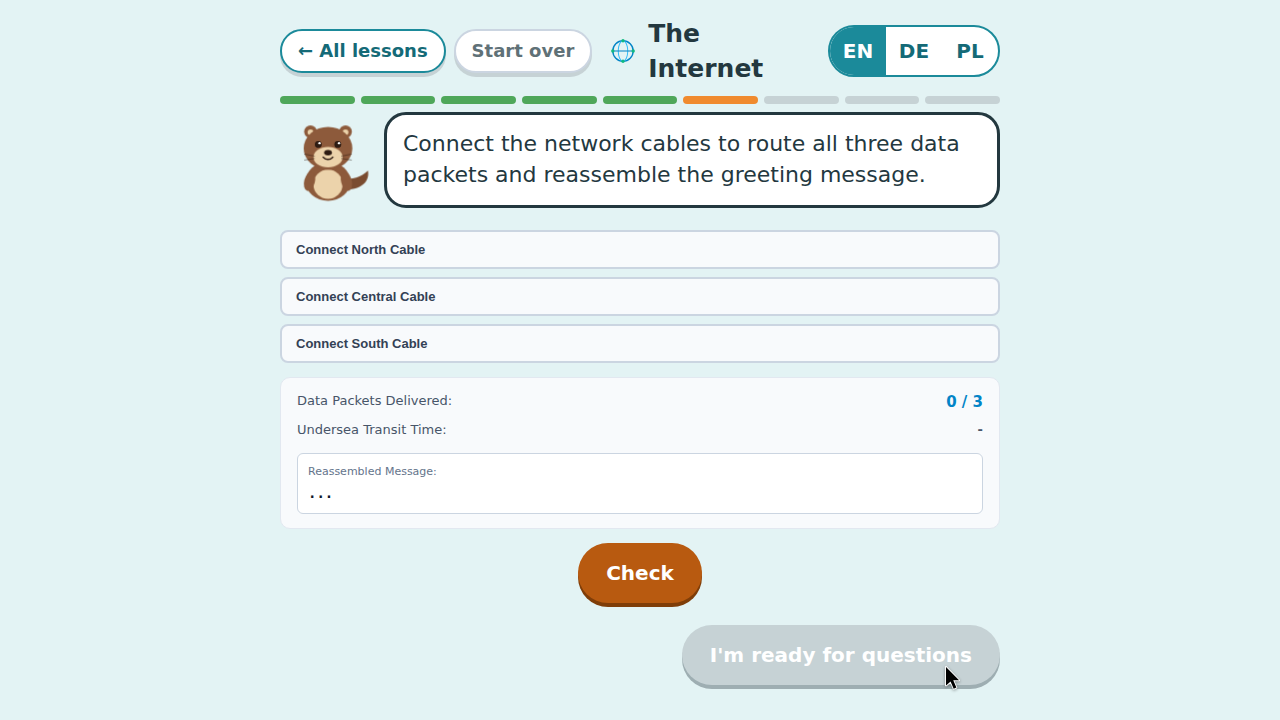 ← All lessons
Start over
The
Internet
EN DE PL
Connect the network cables to route all three data
packets and reassemble the greeting message.
Connect North Cable
Connect Central Cable
Connect South Cable
Data Packets Delivered: 0 / 3
Undersea Transit Time: -
Reassembled Message:
...
Check
I'm ready for questions